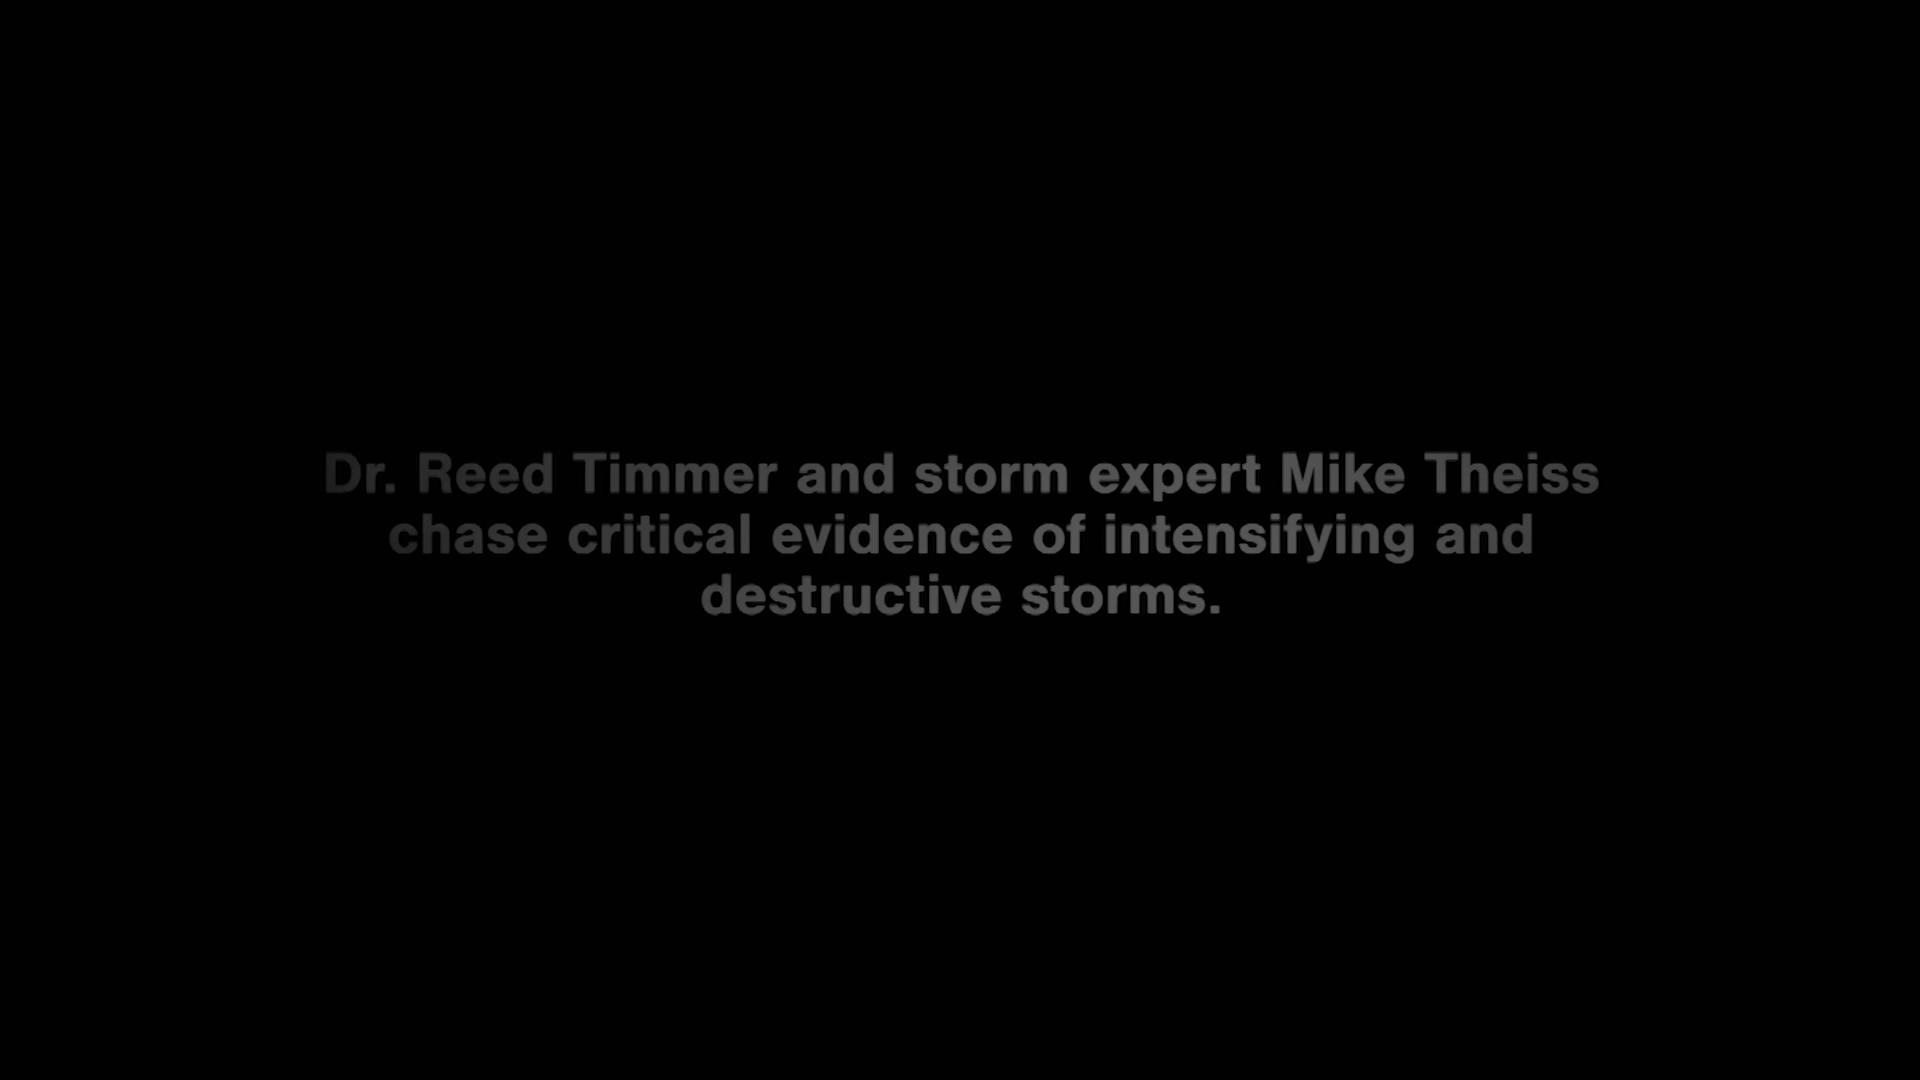 Dr. Reed Timmer and storm expert Mike Theiss
chase critical evidence of intensifying and
destructive storms.